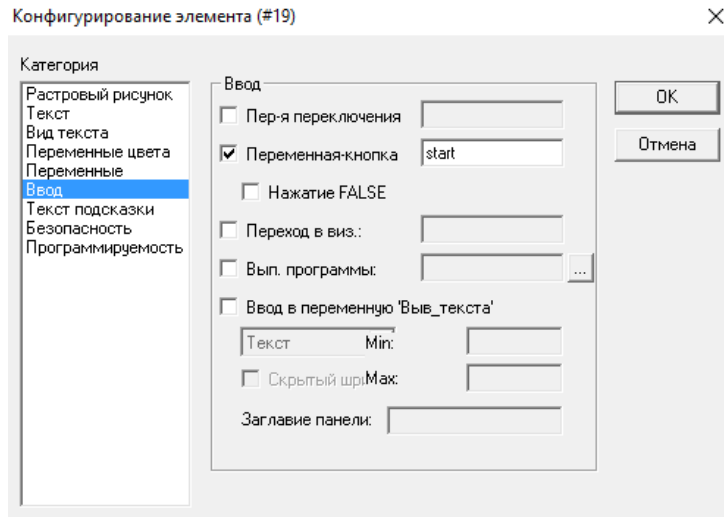 Конфигурирование элемента (#19)
Категория
Растровый рисунок
Текст
Вид текста
Переменные цвета
Переменные
Ввод
Текст подсказки
Безопасность
Программируемость
Ввод
Пер-я переключения
Переменная-кнопка start
Нажатие FALSE
Переход в виз.:
Вып. программы: ...
Ввод в переменную 'Выв_текста'
Текст Min:
Скрытый шри Max:
Заглавие панели:
OK
Отмена